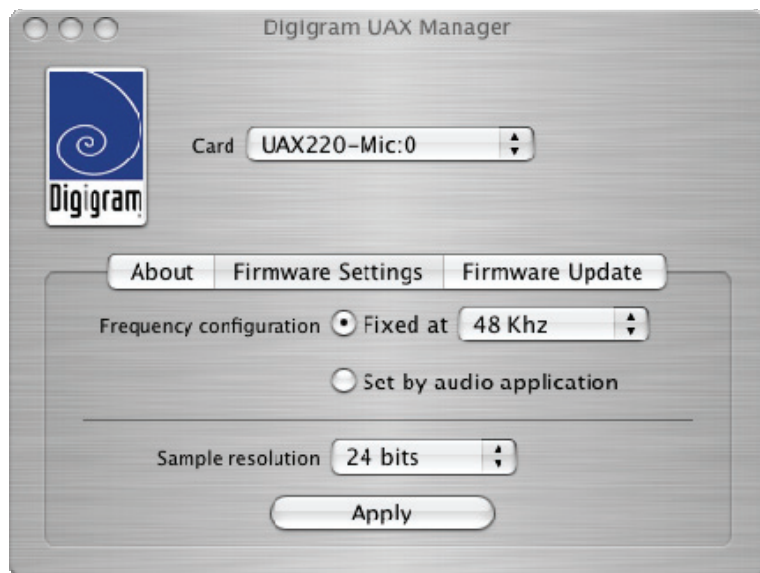 Digigram UAX Manager
Card UAX220-Mic:0
Digigram
About Firmware Settings Firmware Update
Frequency configuration Fixed at 48 Khz
Set by audio application
Sample resolution 24 bits
Apply